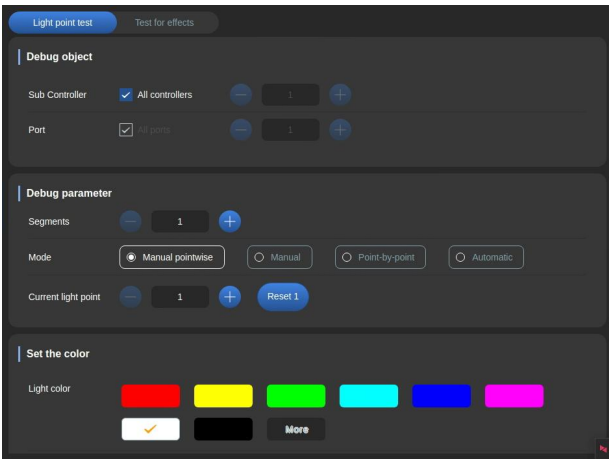 Light point test Test for effects
Debug object
Sub Controller All controllers 1
Port All ports 1
Debug parameter
Segments 1
Mode Manual pointwise Manual Point-by-point Automatic
Current light point 1 Reset 1
Set the color
Light color
More